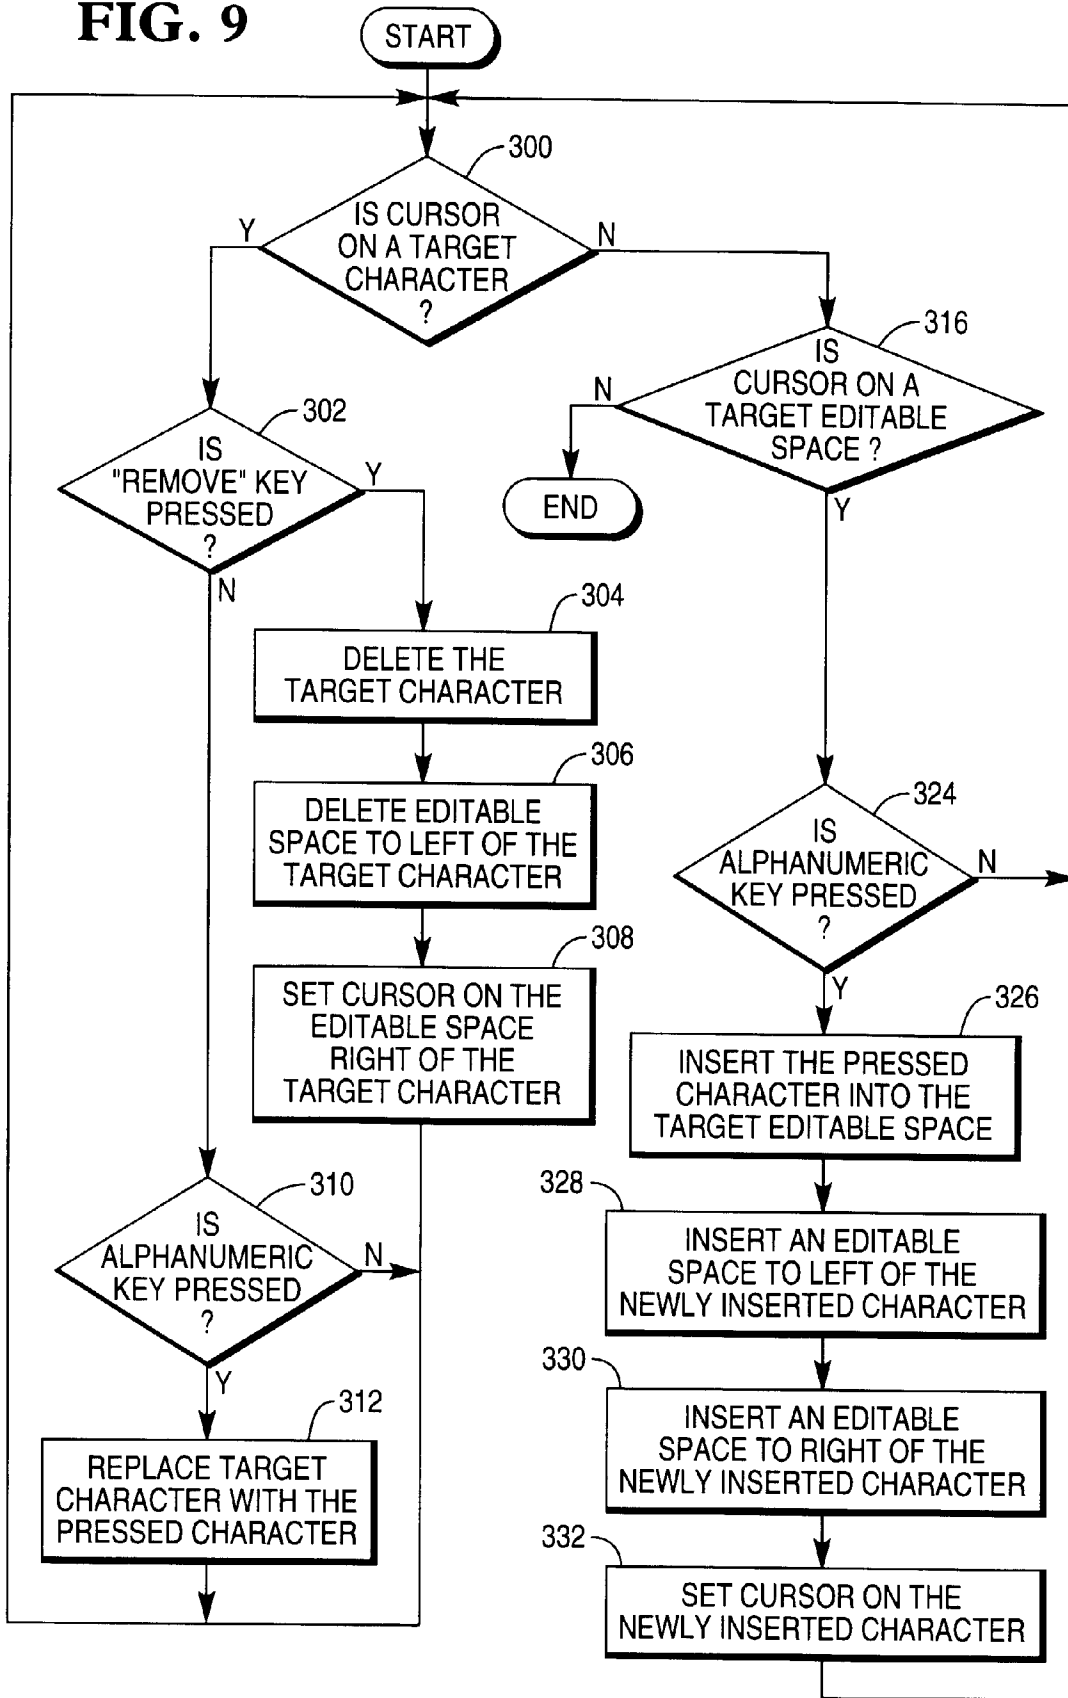 FIG. 9
START
300
IS CURSOR
ON A TARGET
CHARACTER
?
Y
N
316
IS
CURSOR ON A
TARGET EDITABLE
SPACE ?
N
Y
END
302
IS
"REMOVE" KEY
PRESSED
?
Y
N
304
DELETE THE
TARGET CHARACTER
306
DELETE EDITABLE
SPACE TO LEFT OF THE
TARGET CHARACTER
308
SET CURSOR ON THE
EDITABLE SPACE
RIGHT OF THE
TARGET CHARACTER
310
IS
ALPHANUMERIC
KEY PRESSED
?
N
Y
312
REPLACE TARGET
CHARACTER WITH THE
PRESSED CHARACTER
324
IS
ALPHANUMERIC
KEY PRESSED
?
N
Y
326
INSERT THE PRESSED
CHARACTER INTO THE
TARGET EDITABLE SPACE
328
INSERT AN EDITABLE
SPACE TO LEFT OF THE
NEWLY INSERTED CHARACTER
330
INSERT AN EDITABLE
SPACE TO RIGHT OF THE
NEWLY INSERTED CHARACTER
332
SET CURSOR ON THE
NEWLY INSERTED CHARACTER